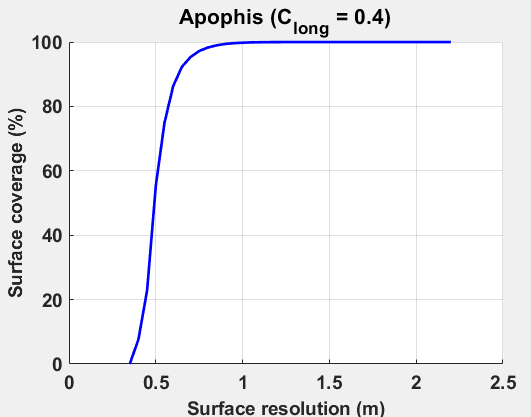 Apophis (C_long = 0.4)
Surface coverage (%)
100
80
60
40
20
0
0 0.5 1 1.5 2 2.5
Surface resolution (m)